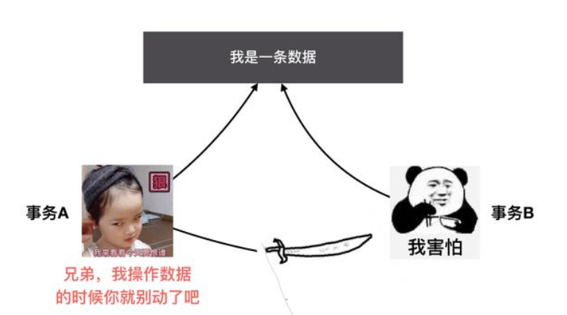 我是一条数据
事务A
事务B
我害怕
兄弟，我操作数据
的时候你就别动了吧